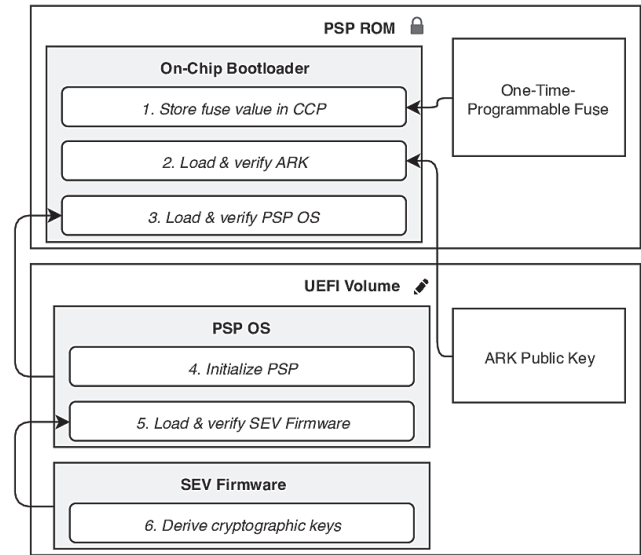 PSP ROM
On-Chip Bootloader
1. Store fuse value in CCP
2. Load & verify ARK
3. Load & verify PSP OS
One-Time-
Programmable Fuse
UEFI Volume
PSP OS
4. Initialize PSP
5. Load & verify SEV Firmware
ARK Public Key
SEV Firmware
6. Derive cryptographic keys